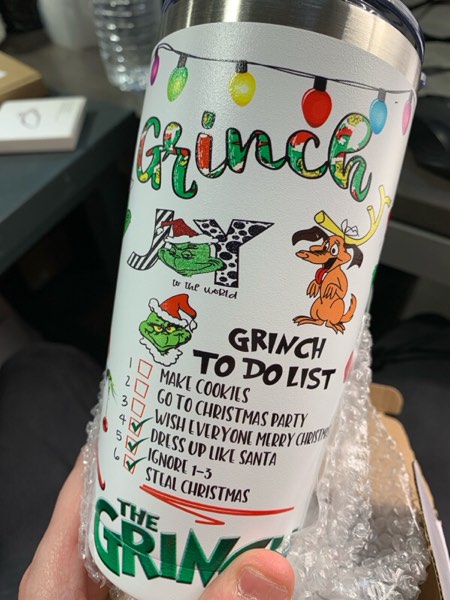 Grinch
JOY
to the world
GRINCH
TO DO LIST
1 MAKE COOKIES
2 GO TO CHRISTMAS PARTY
3 WISH EVERYONE MERRY CHRISTMAS
4 DRESS UP LIKE SANTA
5 IGNORE 1-3
6 STEAL CHRISTMAS
THE
GRINCH